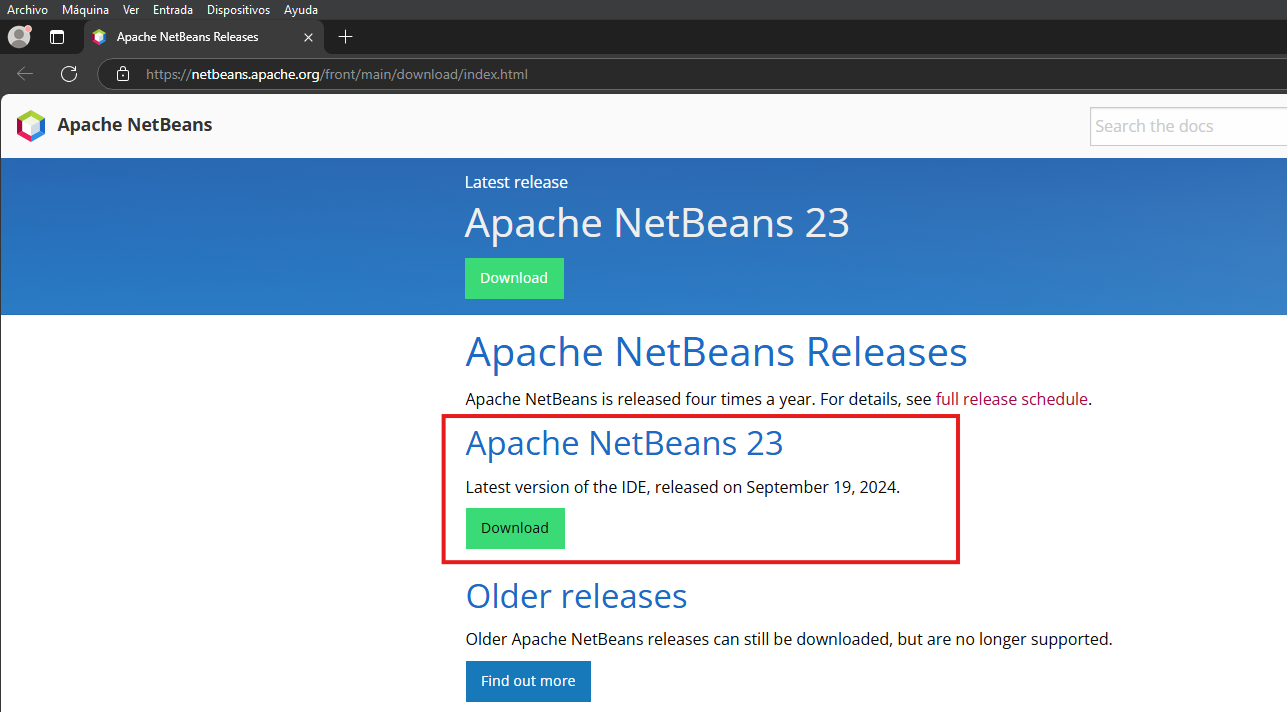 Archivo Máquina Ver Entrada Dispositivos Ayuda
Apache NetBeans Releases
https://netbeans.apache.org/front/main/download/index.html
Apache NetBeans
Search the docs
Latest release
Apache NetBeans 23
Download
Apache NetBeans Releases
Apache NetBeans is released four times a year. For details, see full release schedule.
Apache NetBeans 23
Latest version of the IDE, released on September 19, 2024.
Download
Older releases
Older Apache NetBeans releases can still be downloaded, but are no longer supported.
Find out more